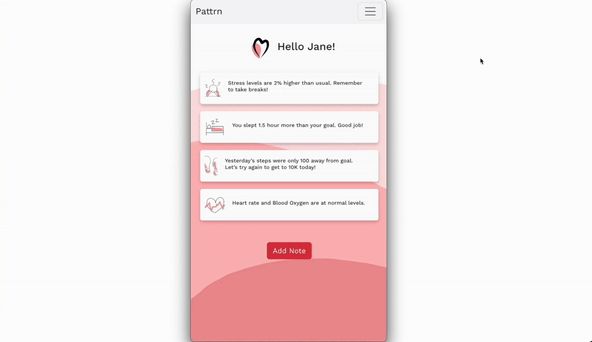 Pattrn
Hello Jane!
Stress levels are 2% higher than usual. Remember
to take breaks!
You slept 1.5 hour more than your goal. Good job!
Yesterday's steps were only 100 away from goal.
Let's try again to get to 10K today!
Heart rate and Blood Oxygen are at normal levels.
Add Note